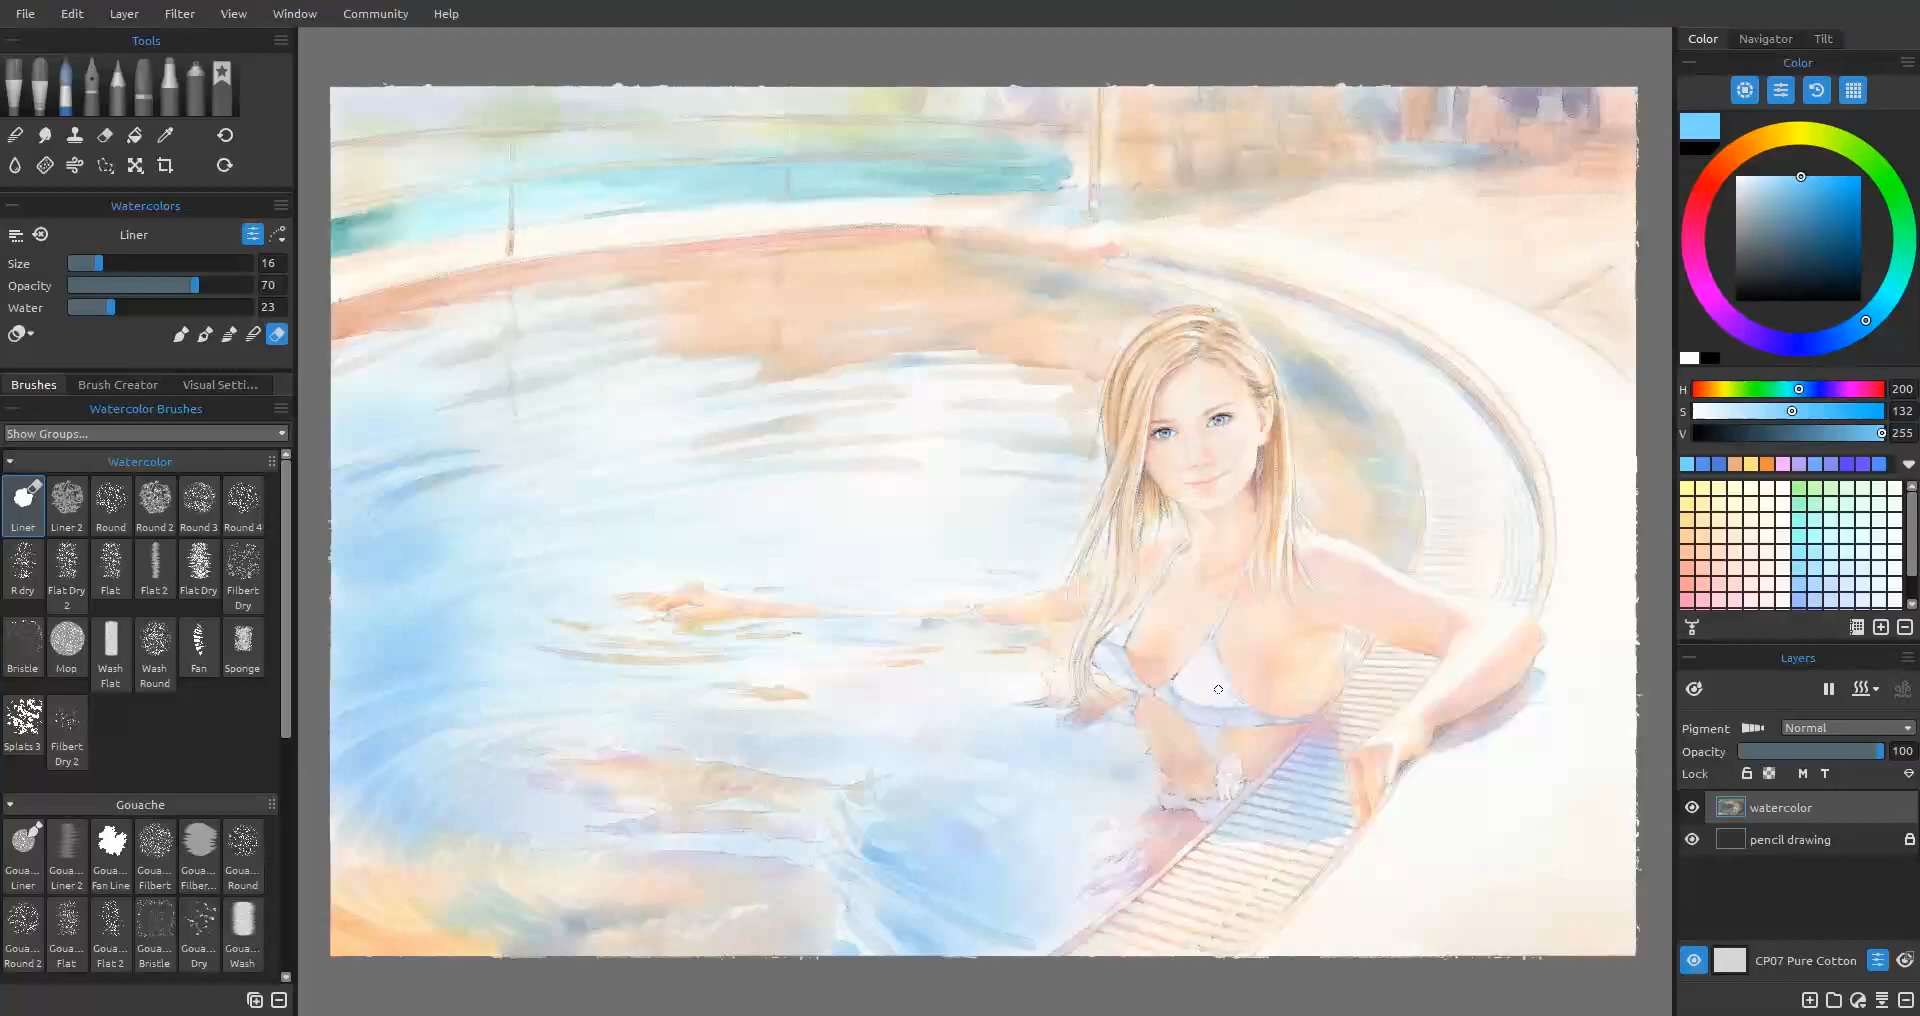 File Edit Layer Filter View Window Community Help
Tools
Watercolors
Liner
Size 16
Opacity 70
Water 23
Brushes Brush Creator Visual Setti...
Watercolor Brushes
Show Groups...
Watercolor
Liner Liner 2 Round Round 2 Round 3 Round 4
R dry Flat Dry 2 Flat Flat 2 Flat Dry Filbert Dry
Bristle Mop Wash Flat Wash Round Fan Sponge
Splats 3 Filbert Dry 2
Gouache
Goua... Liner Goua... Liner 2 Goua... Fan Line Goua... Filbert Goua... Filber... Goua... Round
Goua... Round 2 Goua... Flat Goua... Flat 2 Goua... Bristle Goua... Dry Goua... Wash
Color Navigator Tilt
Color
H 200
S 132
V 255
Layers
Pigment Normal
Opacity 100
Lock M T
watercolor
pencil drawing
CP07 Pure Cotton